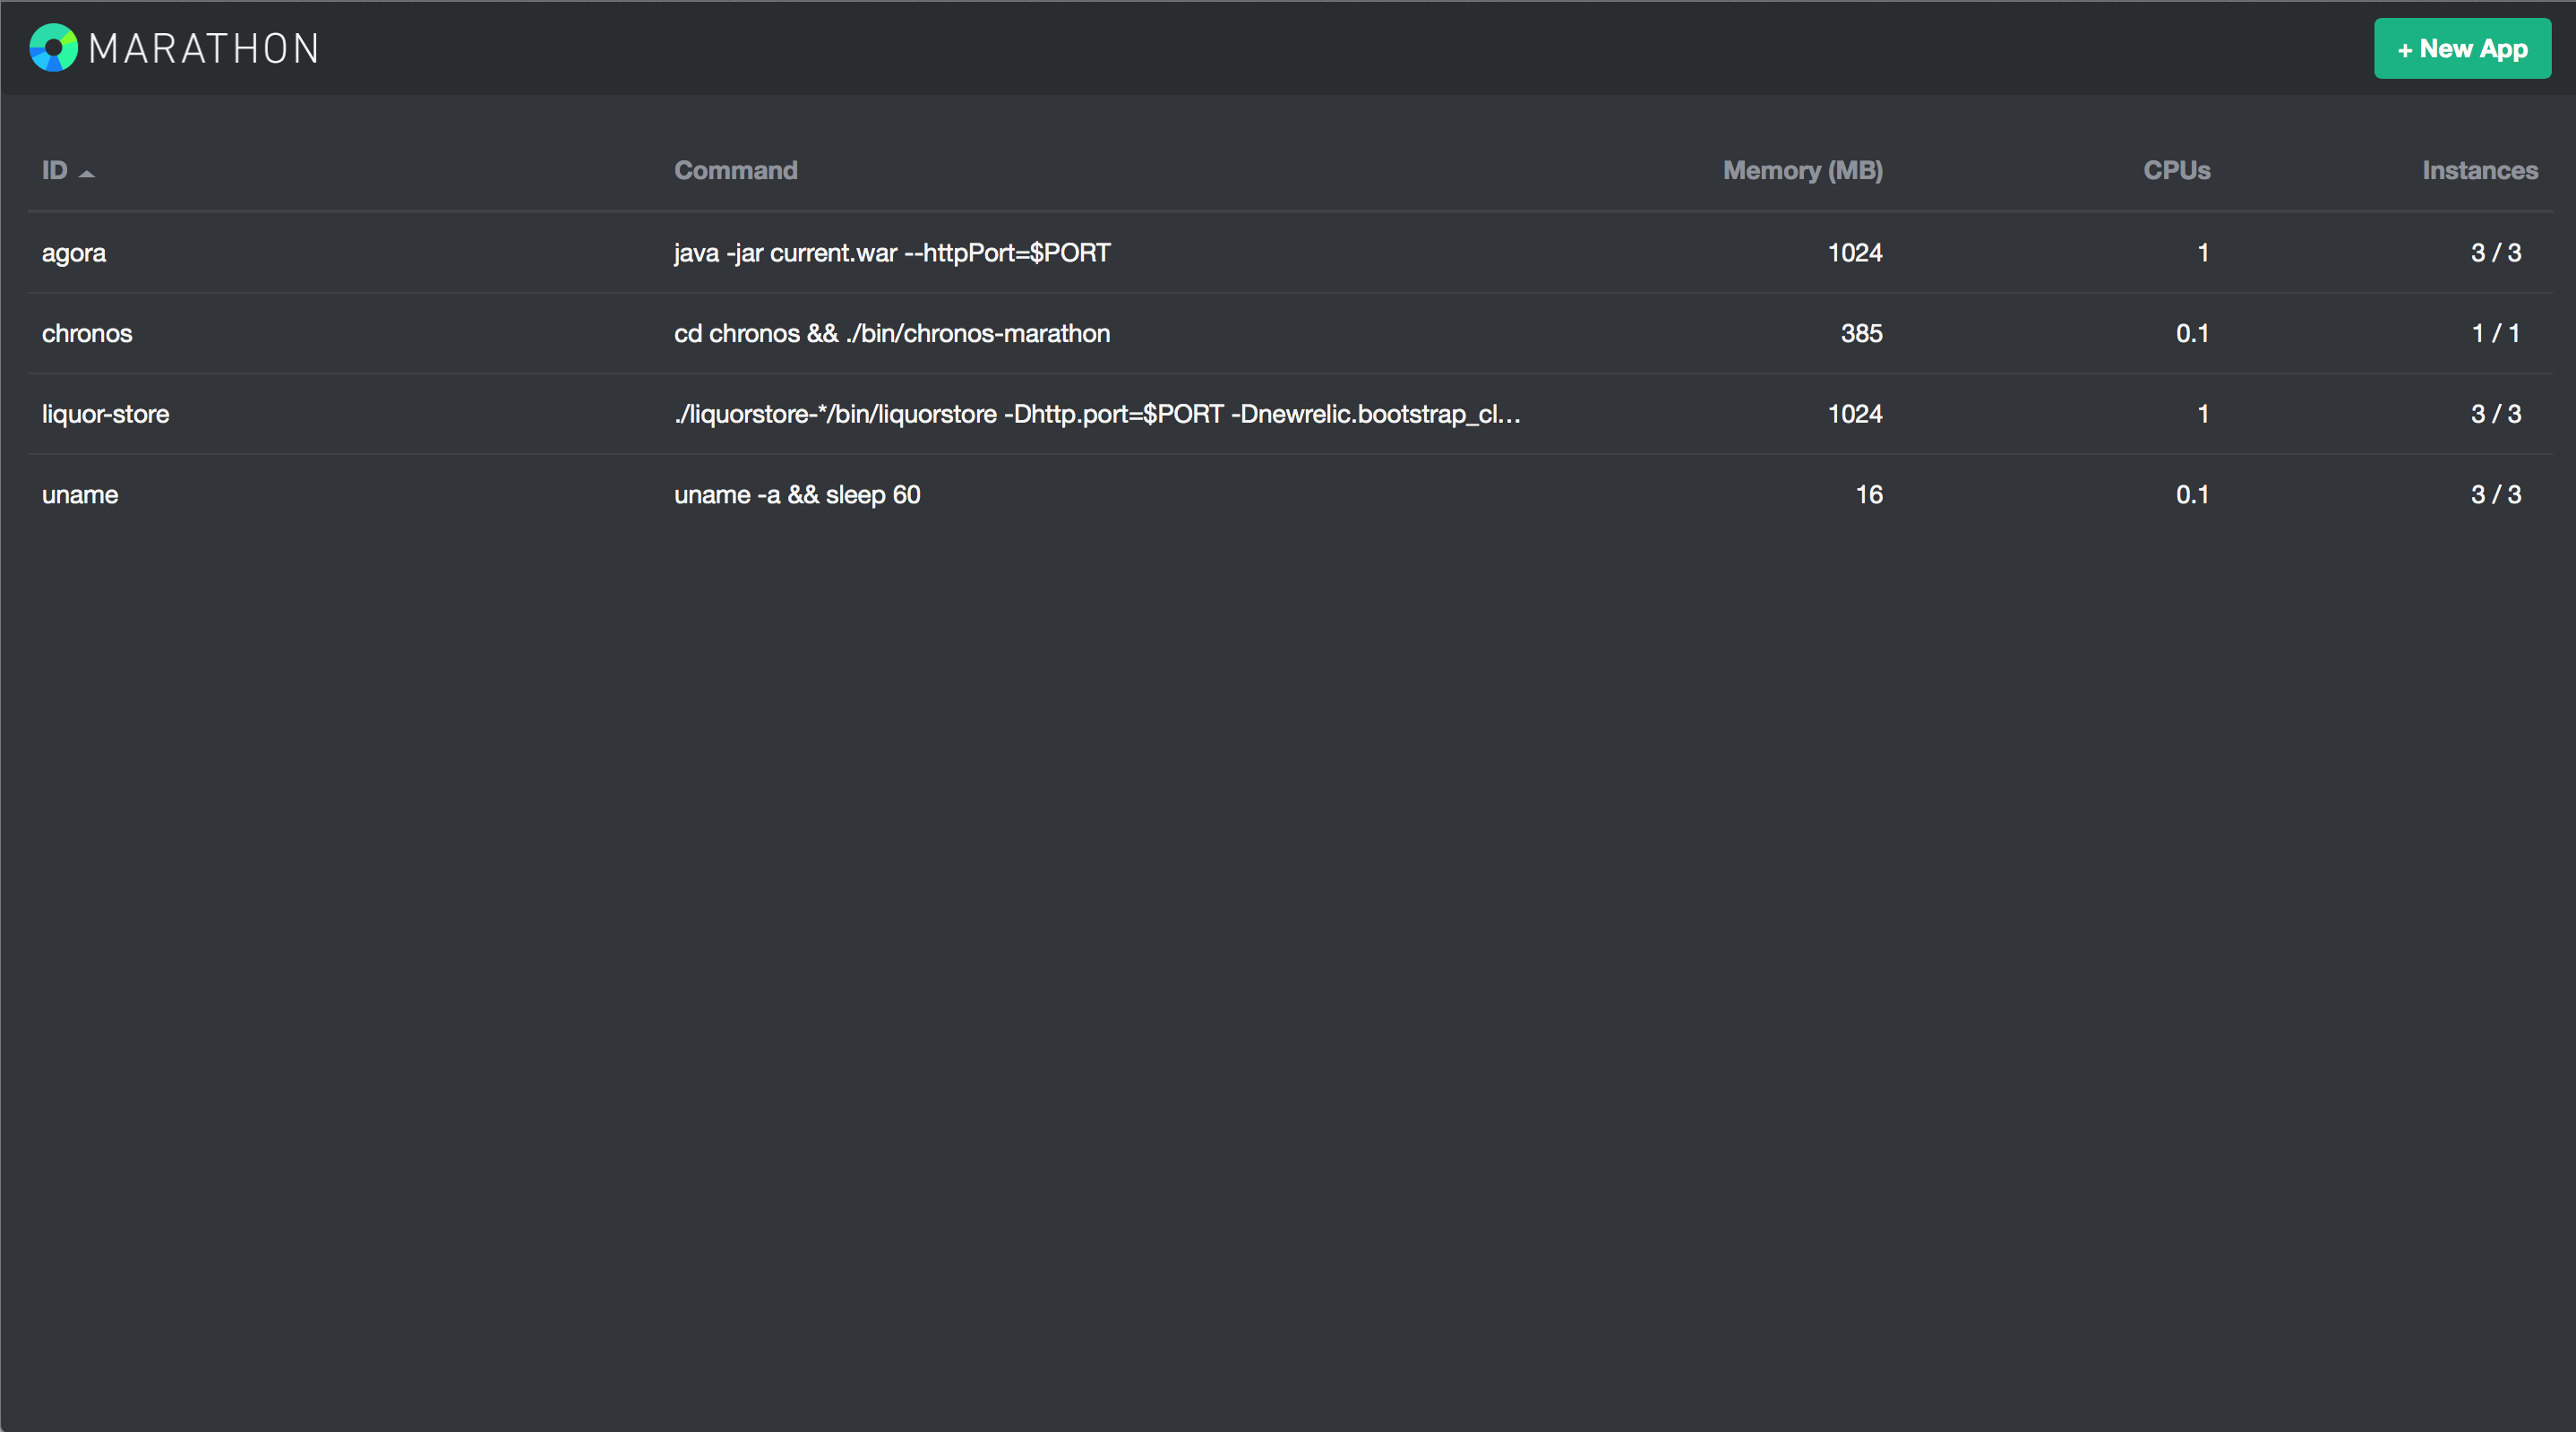 MARATHON
+ New App
ID Command Memory (MB) CPUs Instances
agora java -jar current.war --httpPort=$PORT 1024 1 3 / 3
chronos cd chronos && ./bin/chronos-marathon 385 0.1 1 / 1
liquor-store ./liquorstore-*/bin/liquorstore -Dhttp.port=$PORT -Dnewrelic.bootstrap_cl... 1024 1 3 / 3
uname uname -a && sleep 60 16 0.1 3 / 3